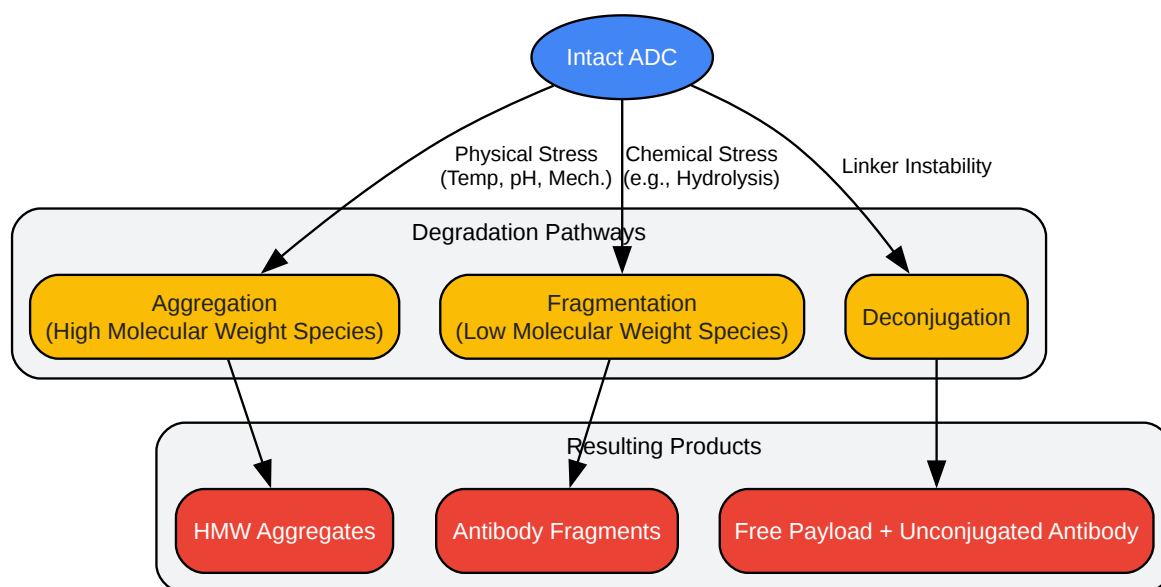 Intact ADC
Physical Stress
(Temp, pH, Mech.)
Chemical Stress
(e.g., Hydrolysis)
Linker Instability
Degradation Pathways
Aggregation
(High Molecular Weight Species)
Fragmentation
(Low Molecular Weight Species)
Deconjugation
Resulting Products
HMW Aggregates
Antibody Fragments
Free Payload + Unconjugated Antibody